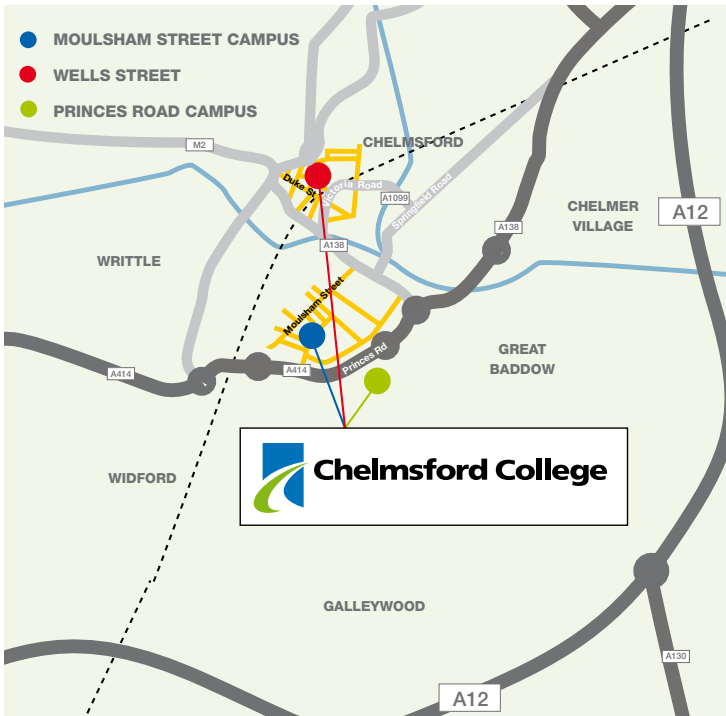 MOULSHAM STREET CAMPUS
WELLS STREET
PRINCES ROAD CAMPUS
M2
CHELMSFORD
Duke St
Victoria Road
A1099
Springfield Road
CHELMER
VILLAGE
A12
A138
A138
WRITTLE
Moulsham Street
Princes Rd
GREAT
BADDOW
A414
A414
Chelmsford College
WIDFORD
GALLEYWOOD
A130
A12